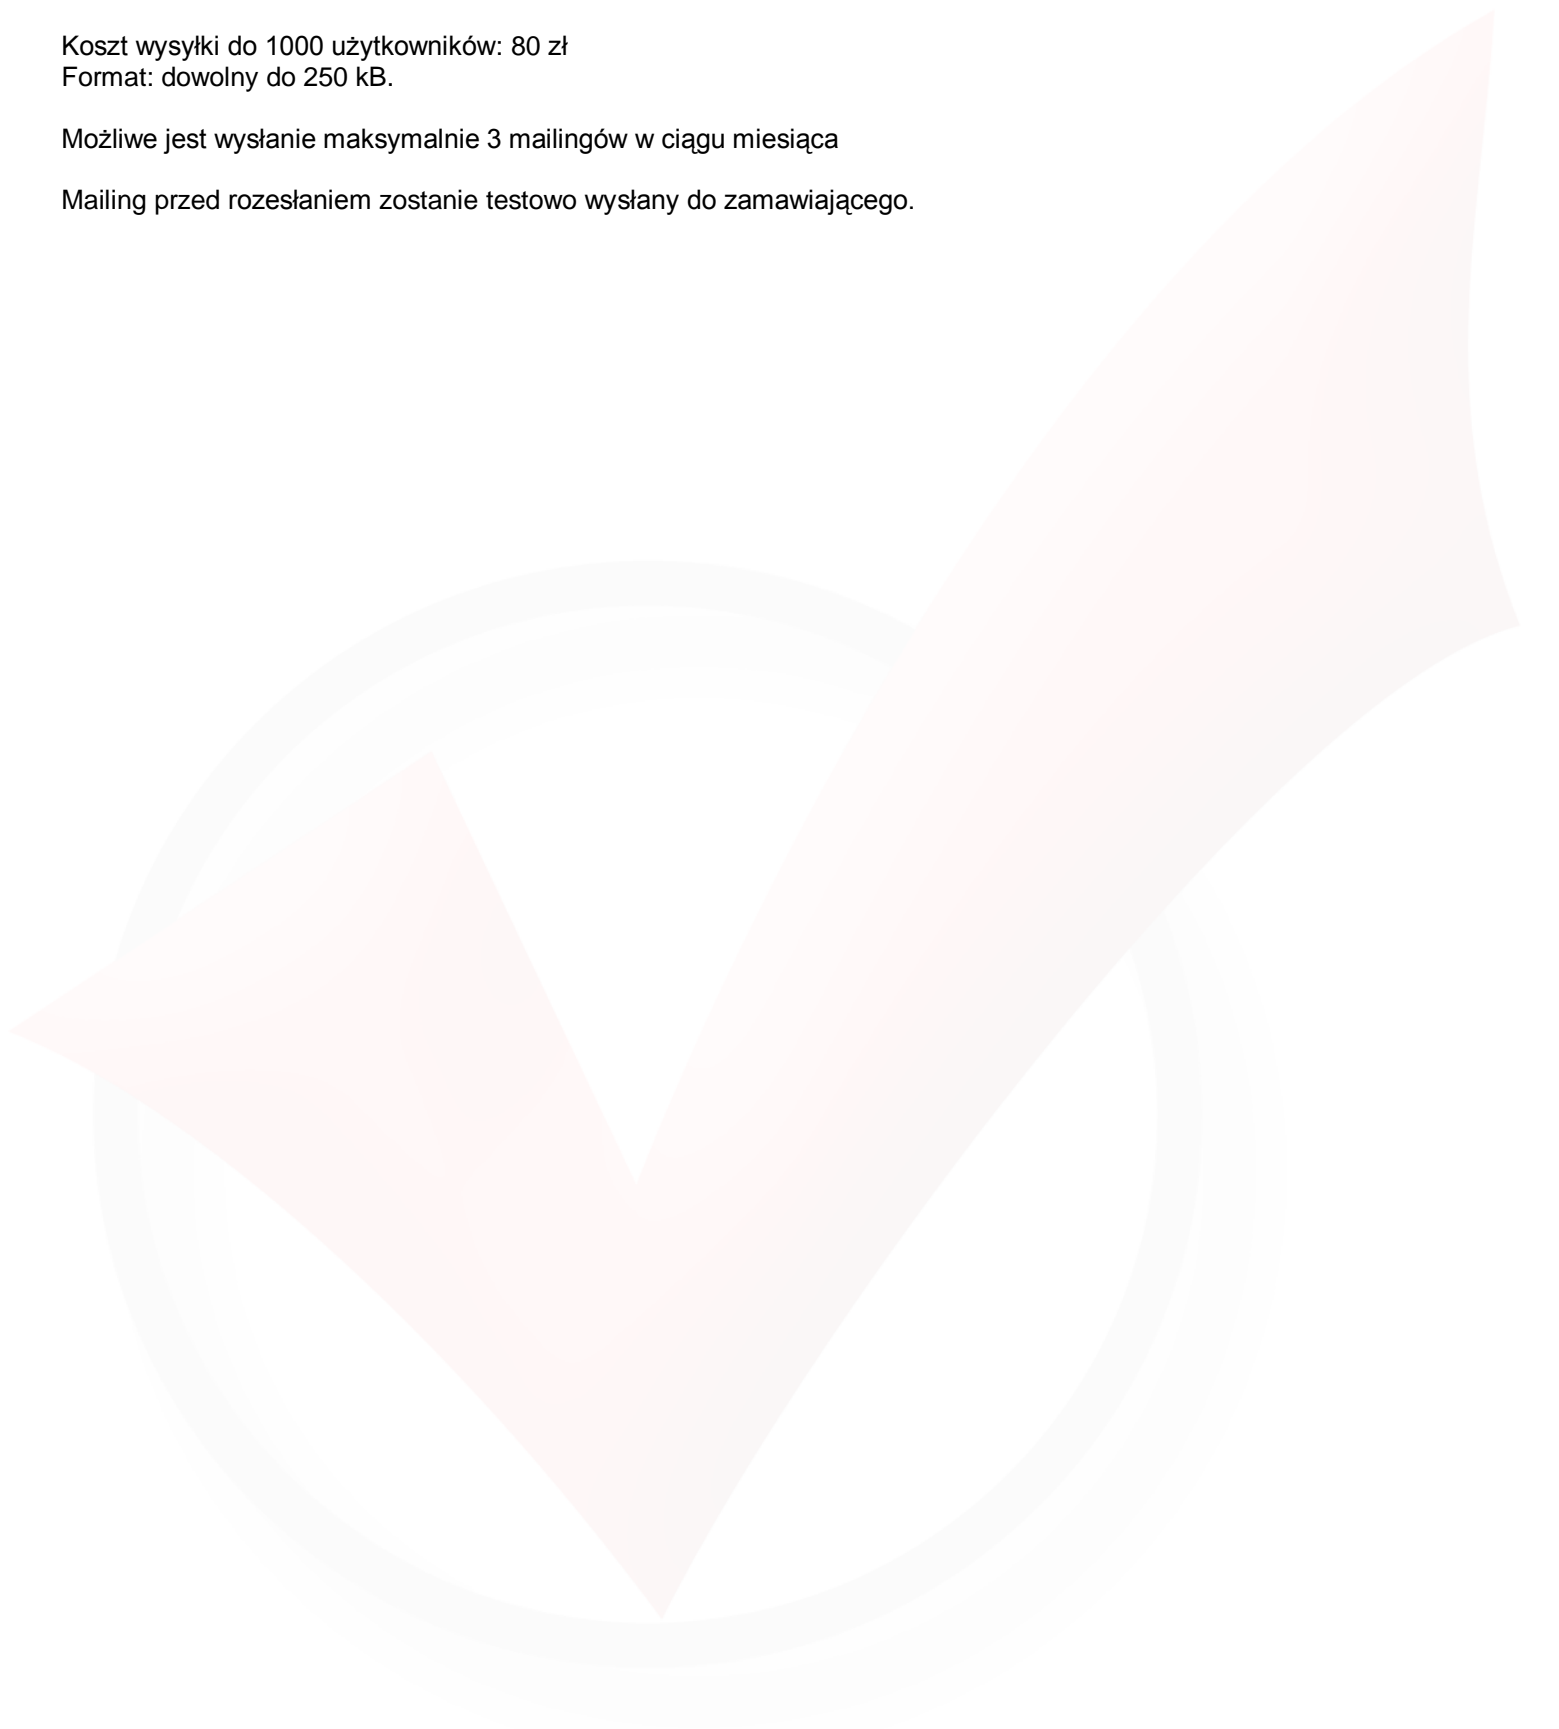 Koszt wysyłki do 1000 użytkowników: 80 zł
Format: dowolny do 250 kB.
Możliwe jest wysłanie maksymalnie 3 mailingów w ciągu miesiąca
Mailing przed rozesłaniem zostanie testowo wysłany do zamawiającego.